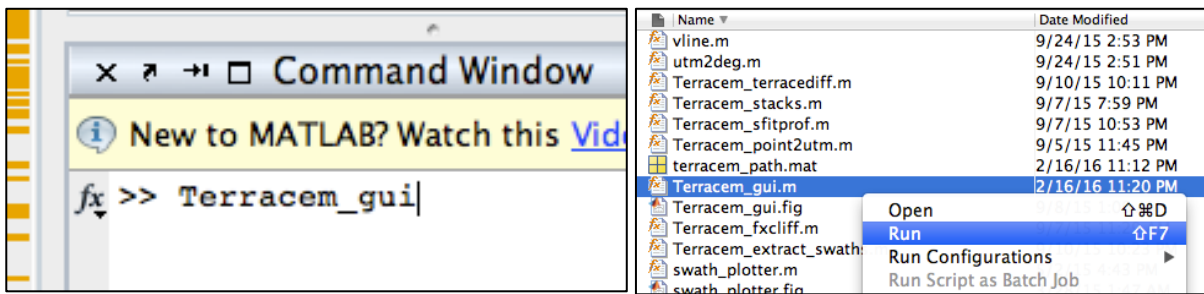 Command Window
New to MATLAB? Watch this
fx >> Terracem_gui
Name Date Modified
vline.m 9/24/15 2:53 PM
utm2deg.m 9/24/15 2:51 PM
Terracem_terracediff.m 9/10/15 10:11 PM
Terracem_stacks.m 9/7/15 7:59 PM
Terracem_sfitprof.m 9/7/15 10:53 PM
Terracem_point2utm.m 9/5/15 11:45 PM
terracem_path.mat 2/16/16 11:12 PM
Terracem_gui.m 2/16/16 11:20 PM
Terracem_gui.fig
Terracem_fxcliff.m
Terracem_extract_swath
swath_plotter.m
swath_plotter.fig
Open ⇧⌘D
Run ⇧F7
Run Configurations
Run Script as Batch Job